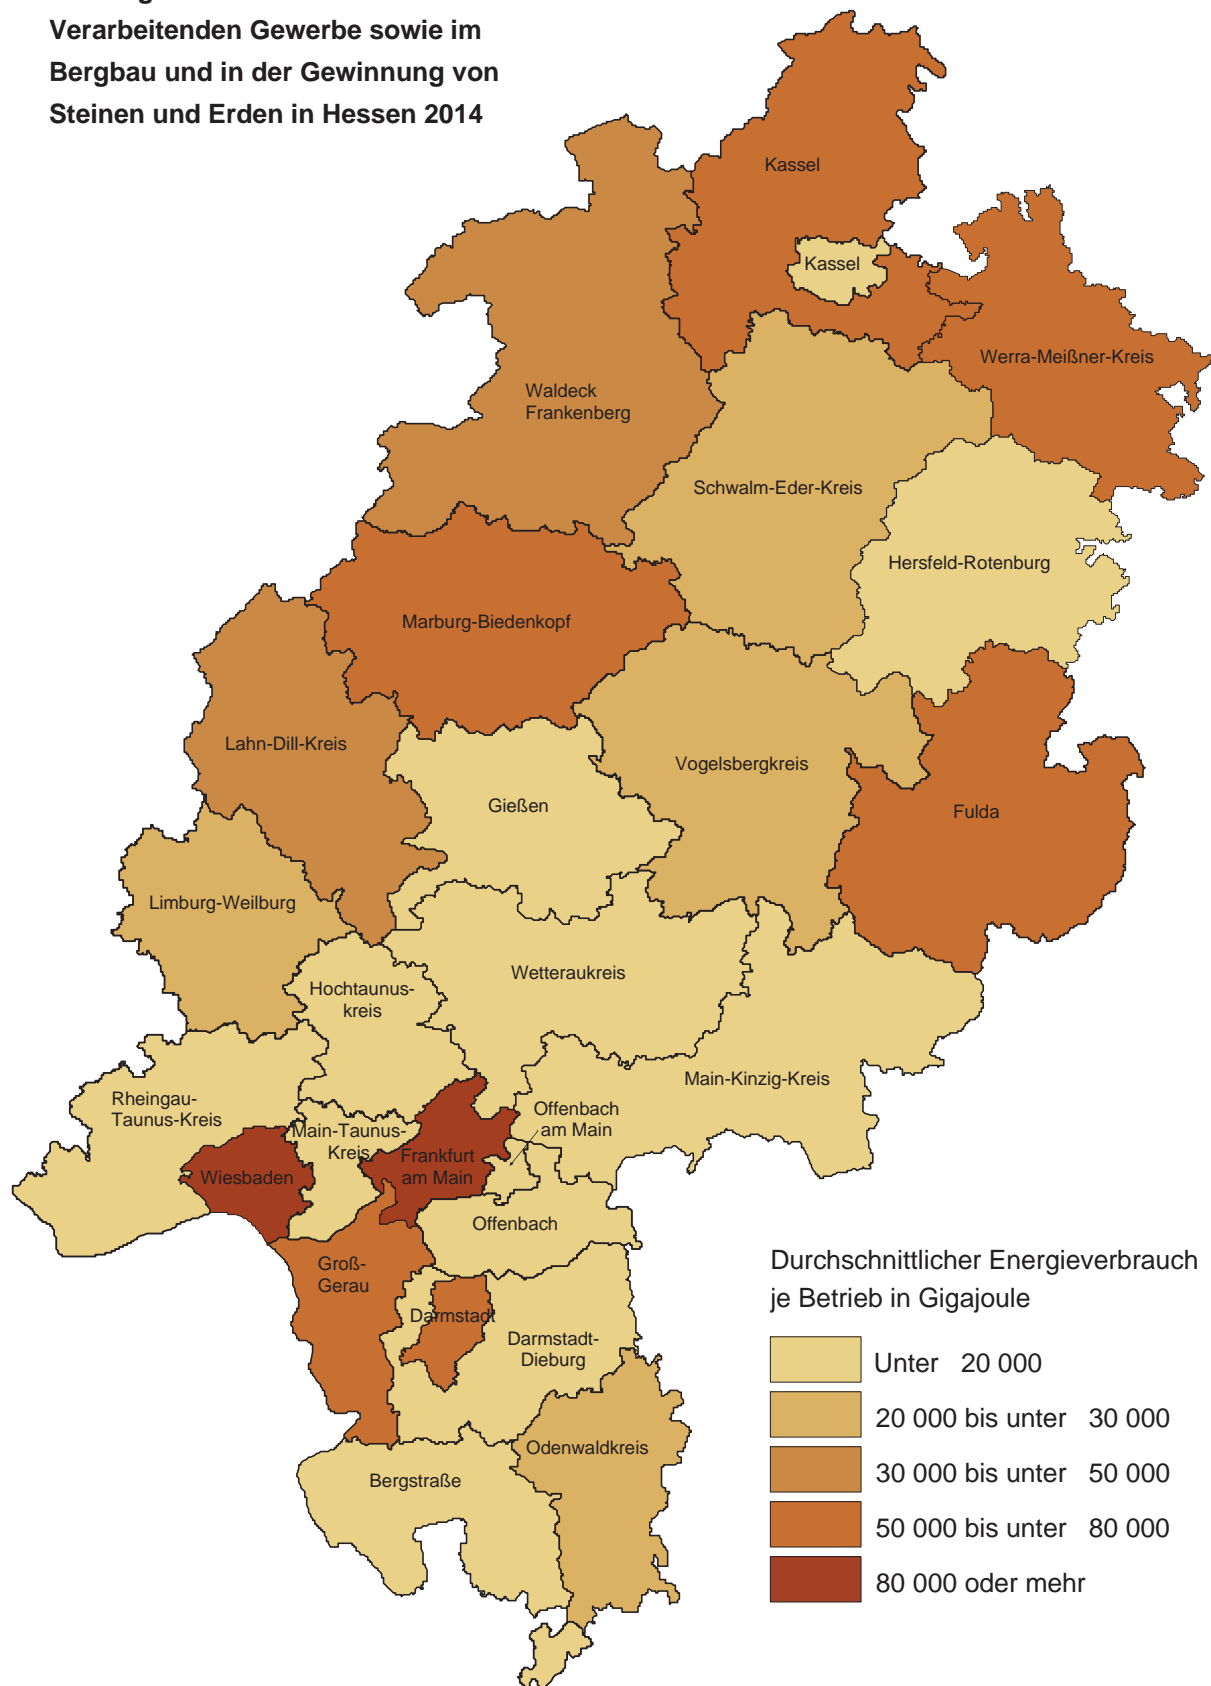 Verarbeitenden Gewerbe sowie im
Bergbau und in der Gewinnung von
Steinen und Erden in Hessen 2014
Kassel
Kassel
Werra-Meißner-Kreis
Waldeck
Frankenberg
Schwalm-Eder-Kreis
Hersfeld-Rotenburg
Marburg-Biedenkopf
Lahn-Dill-Kreis
Vogelsbergkreis
Gießen
Fulda
Limburg-Weilburg
Wetteraukreis
Hochtaunus-
kreis
Main-Kinzig-Kreis
Rheingau-
Taunus-Kreis
Offenbach
am Main
Main-Taunus-
Kreis
Frankfurt
am Main
Wiesbaden
Offenbach
Groß-
Gerau
Darmstadt
Darmstadt-
Dieburg
Odenwaldkreis
Bergstraße
Durchschnittlicher Energieverbrauch
je Betrieb in Gigajoule
Unter 20 000
20 000 bis unter 30 000
30 000 bis unter 50 000
50 000 bis unter 80 000
80 000 oder mehr